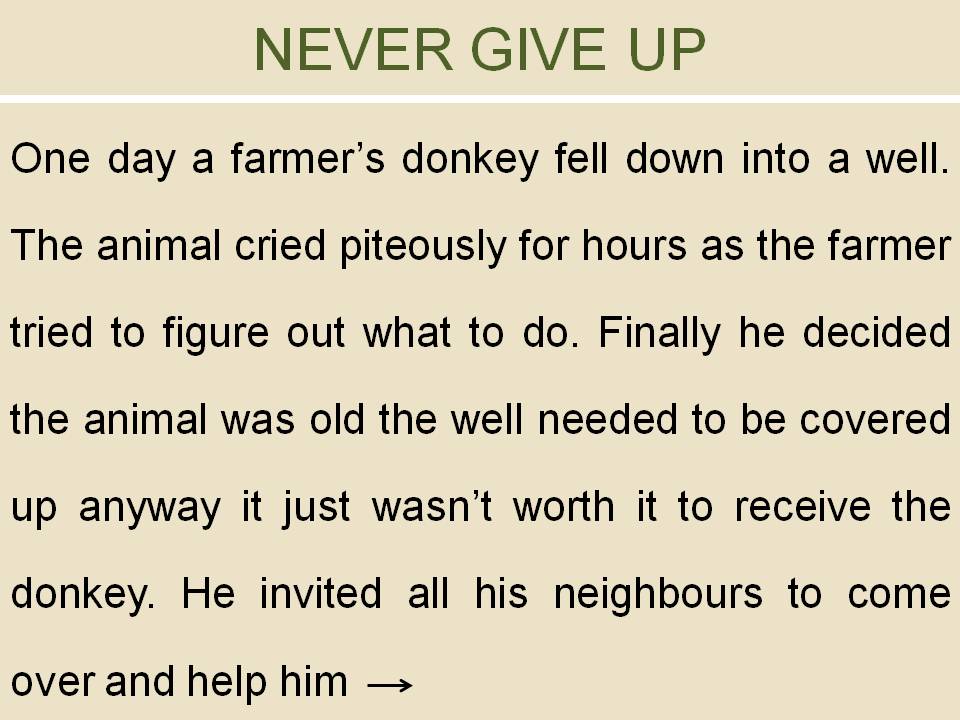 NEVER GIVE UP
One day a farmer’s donkey fell down into a well.
The animal cried piteously for hours as the farmer
tried to figure out what to do. Finally he decided
the animal was old the well needed to be covered
up anyway it just wasn’t worth it to receive the
donkey. He invited all his neighbours to come
over and help him →